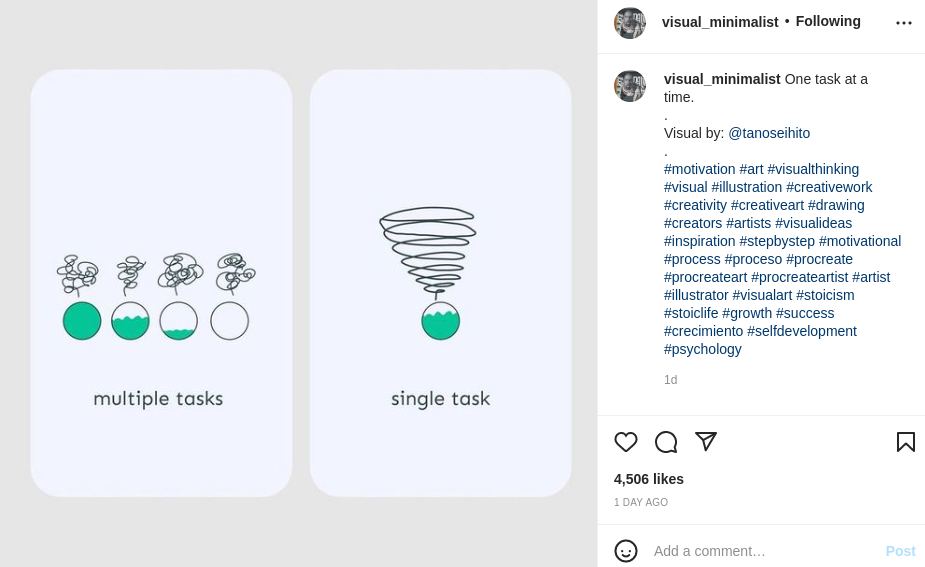 multiple tasks
single task
visual_minimalist • Following
visual_minimalist One task at a
time.
.
Visual by: @tanoseihito
.
#motivation #art #visualthinking
#visual #illustration #creativework
#creativity #creativeart #drawing
#creators #artists #visualideas
#inspiration #stepbystep #motivational
#process #proceso #procreate
#procreateart #procreateartist #artist
#illustrator #visualart #stoicism
#stoiclife #growth #success
#crecimiento #selfdevelopment
#psychology
1d
4,506 likes
1 DAY AGO
Add a comment…
Post